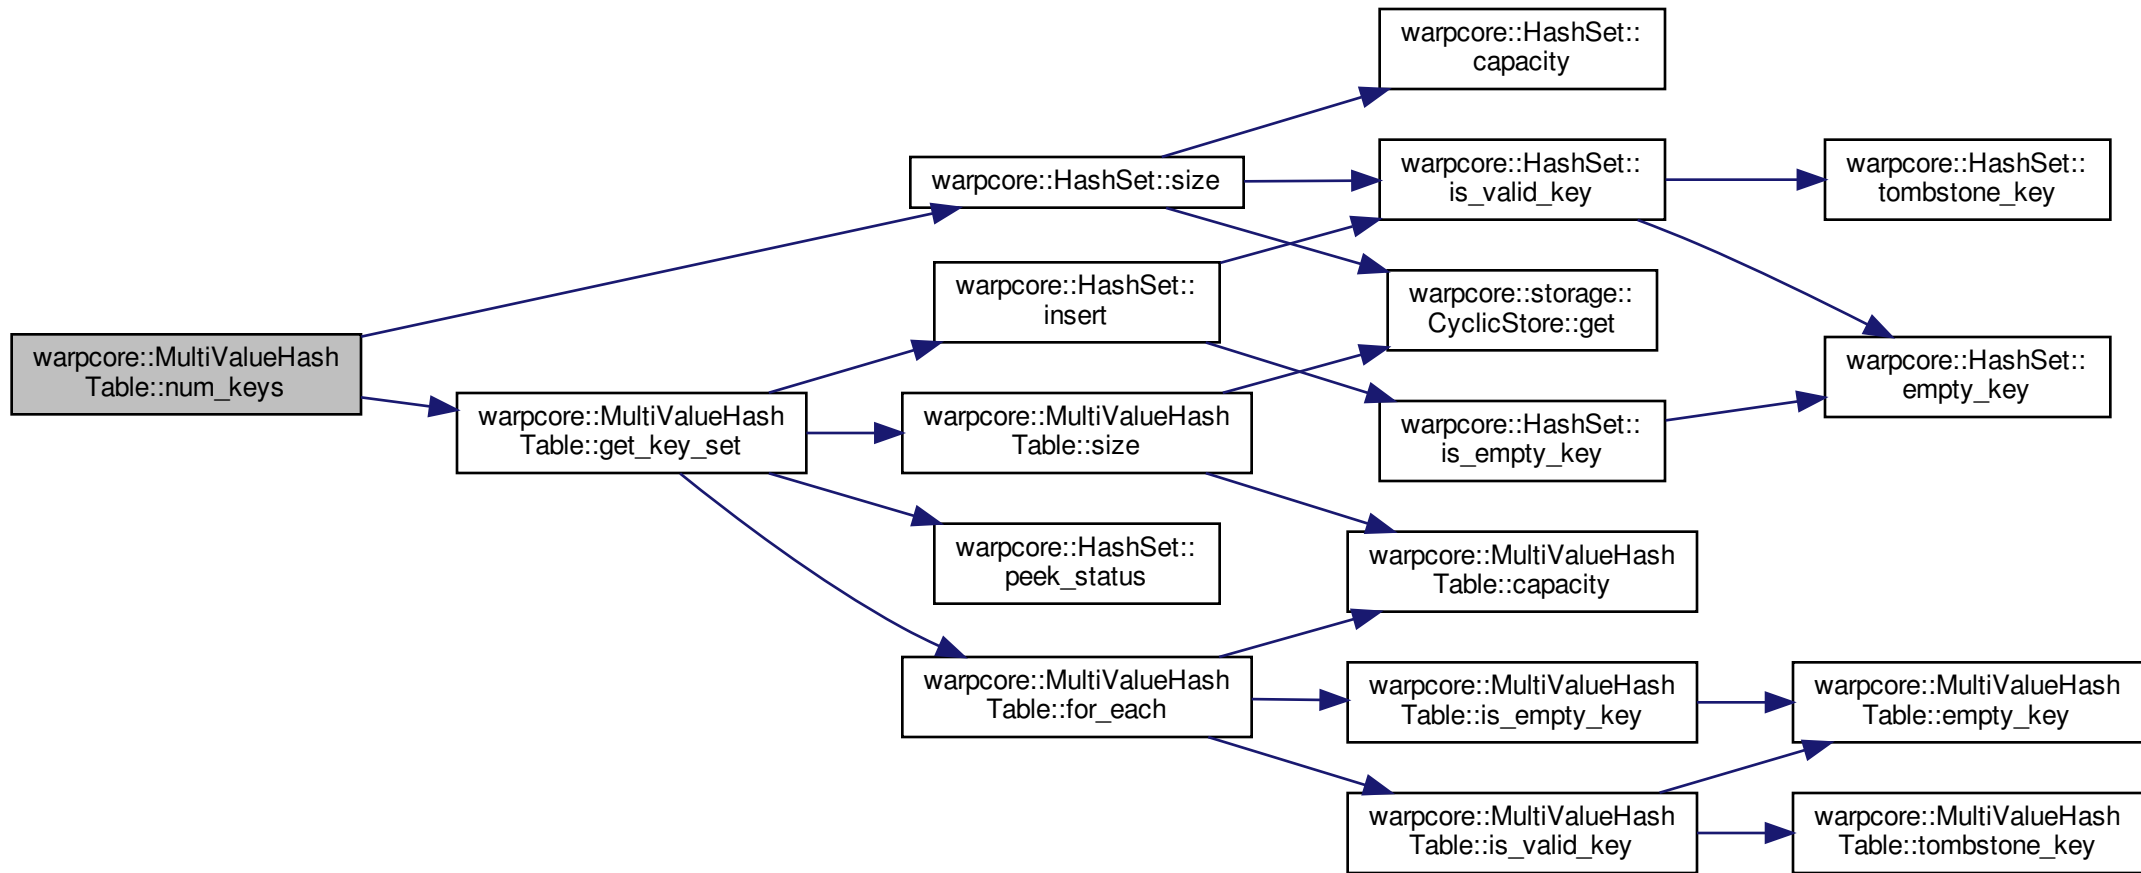 warpcore::MultiValueHash
Table::num_keys
warpcore::HashSet::size
warpcore::MultiValueHash
Table::get_key_set
warpcore::HashSet::
capacity
warpcore::HashSet::
is_valid_key
warpcore::HashSet::
tombstone_key
warpcore::HashSet::
insert
warpcore::storage::
CyclicStore::get
warpcore::HashSet::
empty_key
warpcore::MultiValueHash
Table::size
warpcore::HashSet::
is_empty_key
warpcore::HashSet::
peek_status
warpcore::MultiValueHash
Table::capacity
warpcore::MultiValueHash
Table::for_each
warpcore::MultiValueHash
Table::is_empty_key
warpcore::MultiValueHash
Table::empty_key
warpcore::MultiValueHash
Table::is_valid_key
warpcore::MultiValueHash
Table::tombstone_key